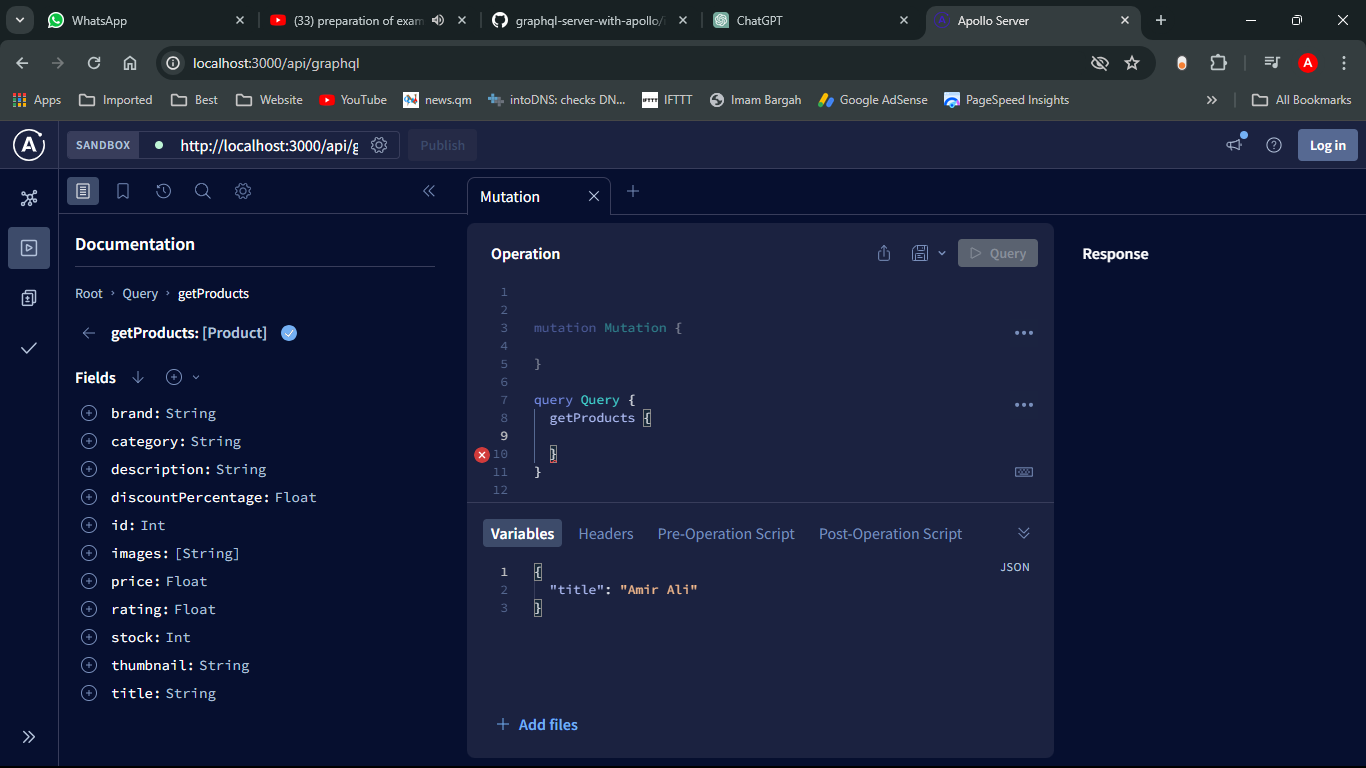 WhatsApp
(33) preparation of exam
graphql-server-with-apollo/i
ChatGPT
Apollo Server
localhost:3000/api/graphql
A
Apps
Imported
Best
Website
YouTube
news.qm
intoDNS: checks DN...
IFTTT
IFTTT
Imam Bargah
Google AdSense
PageSpeed Insights
All Bookmarks
A
SANDBOX
http://localhost:3000/api/g
Publish
Log in
Mutation
Documentation
Root › Query › getProducts
getProducts: [Product]
Fields
brand: String
category: String
description: String
discountPercentage: Float
id: Int
images: [String]
price: Float
rating: Float
stock: Int
thumbnail: String
title: String
Operation
Query
1
2
3 mutation Mutation {
4
5 }
6
7 query Query {
8 getProducts {
9
10 }
11 }
12
Variables
Headers
Pre-Operation Script
Post-Operation Script
JSON
1 {
2 "title": "Amir Ali"
3 }
+ Add files
Response